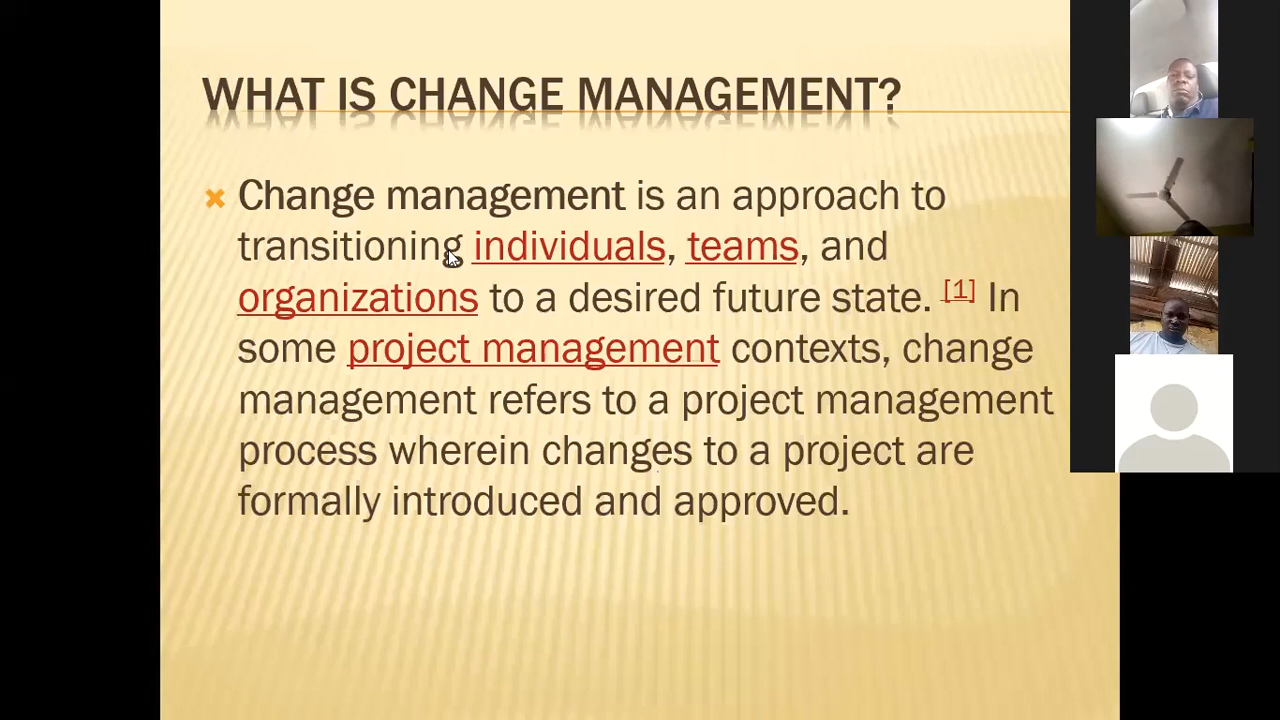 WHAT IS CHANGE MANAGEMENT?
Change management is an approach to
transitioning individuals, teams, and
organizations to a desired future state. [1] In
some project management contexts, change
management refers to a project management
process wherein changes to a project are
formally introduced and approved.